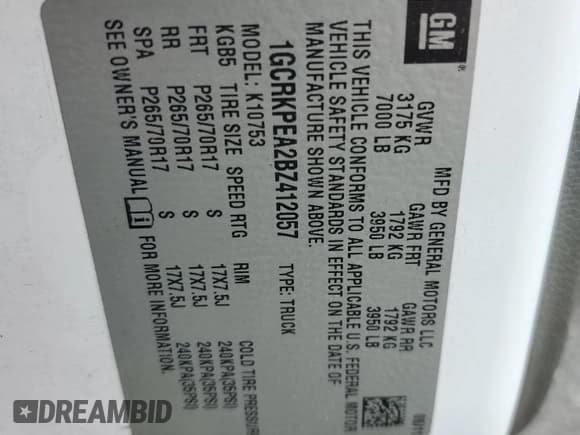 GM
MFD BY GENERAL MOTORS LLC
GVWR GAWR FRT GAWR RR
3175 KG 1792 KG 1792 KG
7000 LB 3950 LB 3950 LB
THIS VEHICLE CONFORMS TO ALL APPLICABLE U.S. FEDERAL MOTOR
VEHICLE SAFETY STANDARDS IN EFFECT ON THE DATE OF
MANUFACTURE SHOWN ABOVE.
1GCRKPEA2BZ412057 TYPE: TRUCK
MODEL: K10753
KGB5 TIRE SIZE SPEED RTG RIM COLD TIRE PRESSURE
FRT P265/70R17 S 17X7.5J 240KPA(35PSI)
RR P265/70R17 S 17X7.5J 240KPA(35PSI)
SPA P265/70R17 S 17X7.5J 240KPA(35PSI)
SEE OWNER'S MANUAL FOR MORE INFORMATION.
DREAMBID